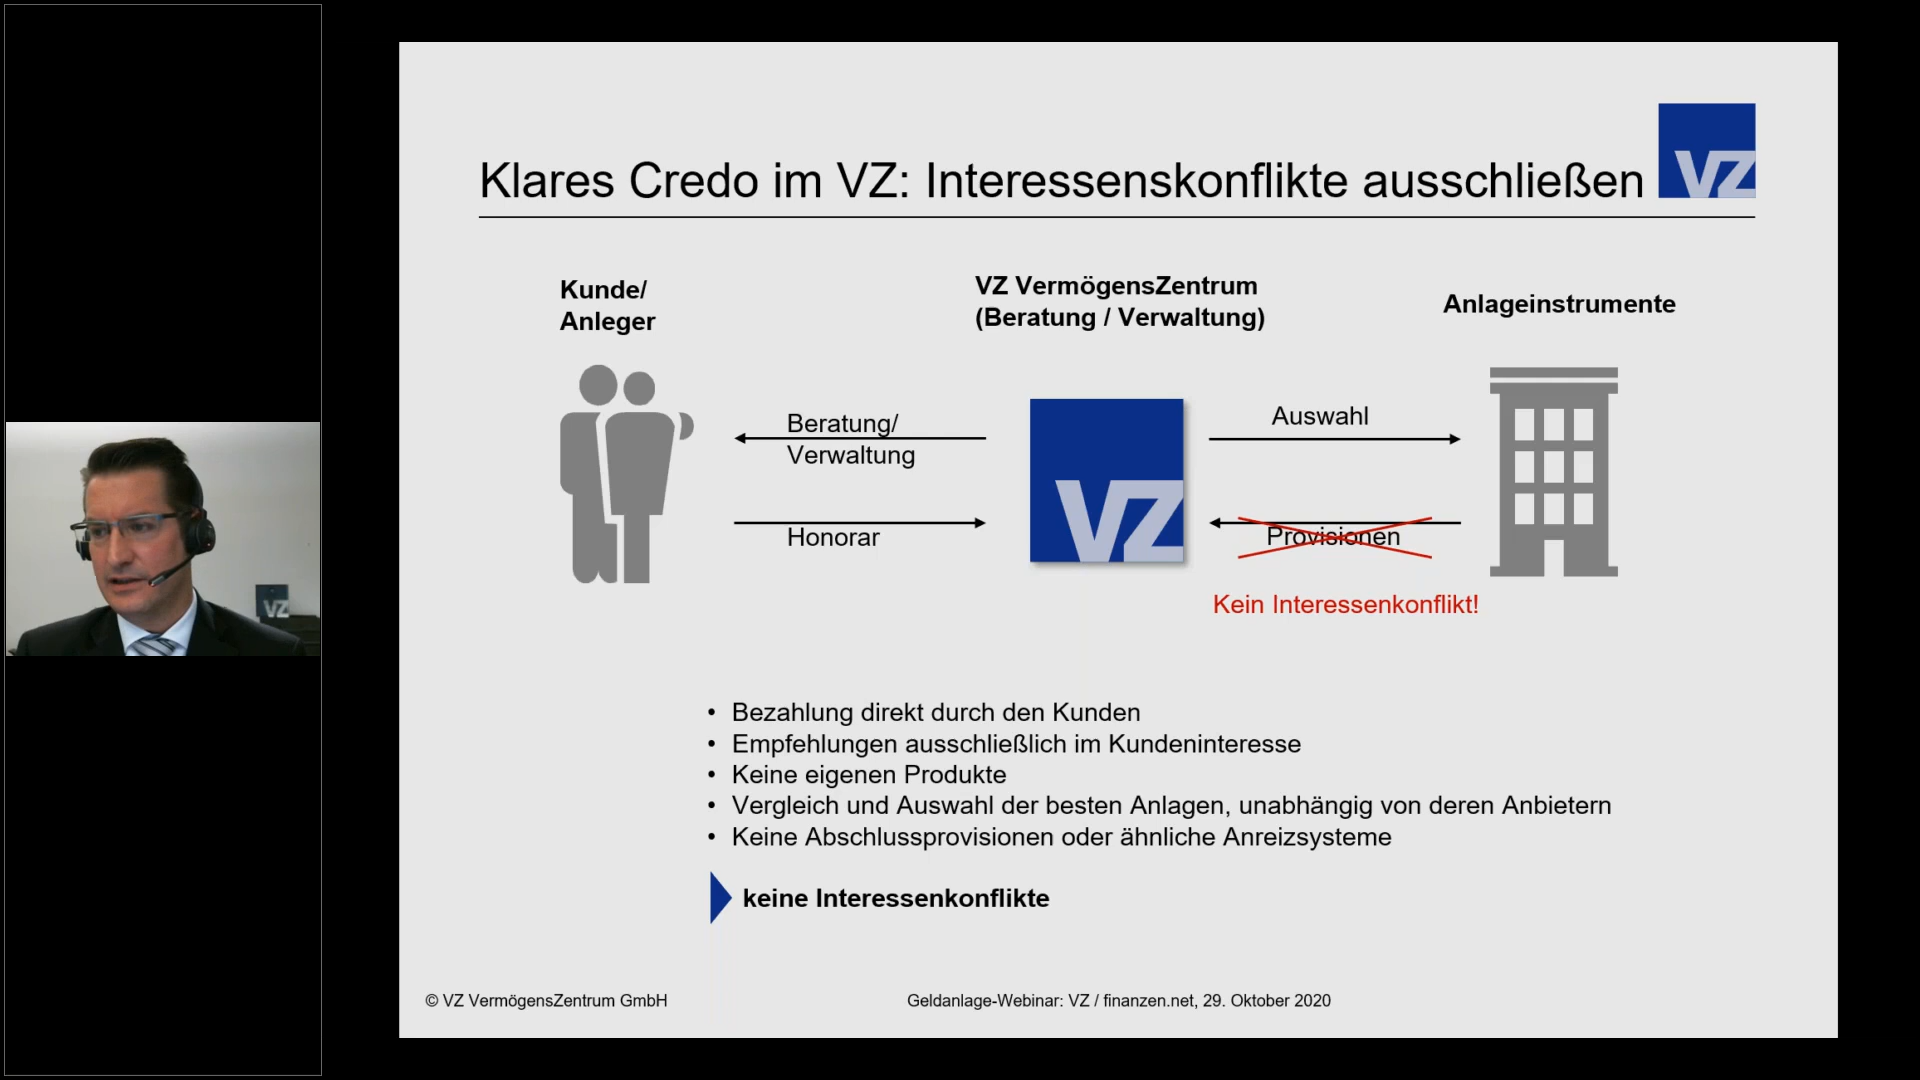 Klares Credo im VZ: Interessenskonflikte ausschließen
VZ
Kunde/
Anleger
VZ VermögensZentrum
(Beratung / Verwaltung)
Anlageinstrumente
Beratung/
Verwaltung
Auswahl
Honorar
VZ
Provisionen
Kein Interessenkonflikt!
VZ
• Bezahlung direkt durch den Kunden
• Empfehlungen ausschließlich im Kundeninteresse
• Keine eigenen Produkte
• Vergleich und Auswahl der besten Anlagen, unabhängig von deren Anbietern
• Keine Abschlussprovisionen oder ähnliche Anreizsysteme
keine Interessenkonflikte
© VZ VermögensZentrum GmbH
Geldanlage-Webinar: VZ / finanzen.net, 29. Oktober 2020